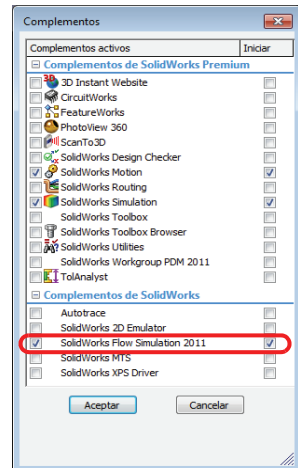 Complementos
Complementos activos Iniciar
Complementos de SolidWorks Premium
3D Instant Website
CircuitWorks
FeatureWorks
PhotoView 360
ScanTo3D
SolidWorks Design Checker
SolidWorks Motion
SolidWorks Routing
SolidWorks Simulation
SolidWorks Toolbox
SolidWorks Toolbox Browser
SolidWorks Utilities
SolidWorks Workgroup PDM 2011
TolAnalyst
Complementos de SolidWorks
Autotrace
SolidWorks 2D Emulator
SolidWorks Flow Simulation 2011
SolidWorks MTS
SolidWorks XPS Driver
Aceptar Cancelar